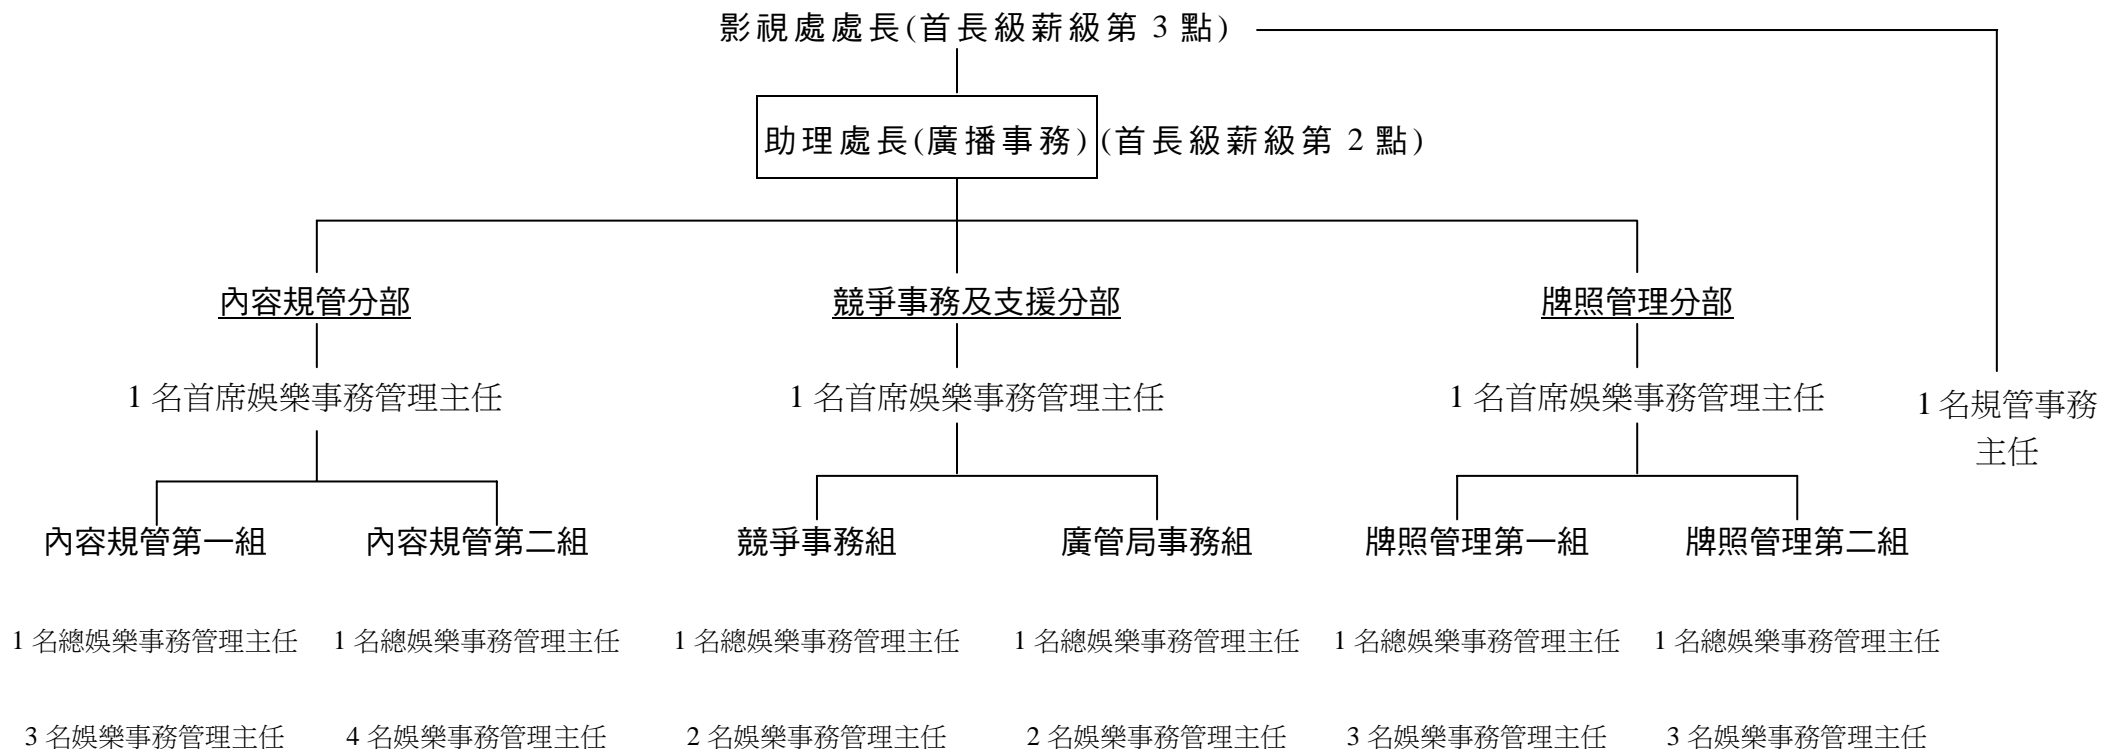 影視處處長(首長級薪級第 3 點)
助理處長(廣播事務) (首長級薪級第 2 點)
內容規管分部
競爭事務及支援分部
牌照管理分部
1 名首席娛樂事務管理主任
1 名首席娛樂事務管理主任
1 名首席娛樂事務管理主任
1 名規管事務
主任
內容規管第一組
內容規管第二組
競爭事務組
廣管局事務組
牌照管理第一組
牌照管理第二組
1 名總娛樂事務管理主任
1 名總娛樂事務管理主任
1 名總娛樂事務管理主任
1 名總娛樂事務管理主任
1 名總娛樂事務管理主任
1 名總娛樂事務管理主任
3 名娛樂事務管理主任
4 名娛樂事務管理主任
2 名娛樂事務管理主任
2 名娛樂事務管理主任
3 名娛樂事務管理主任
3 名娛樂事務管理主任